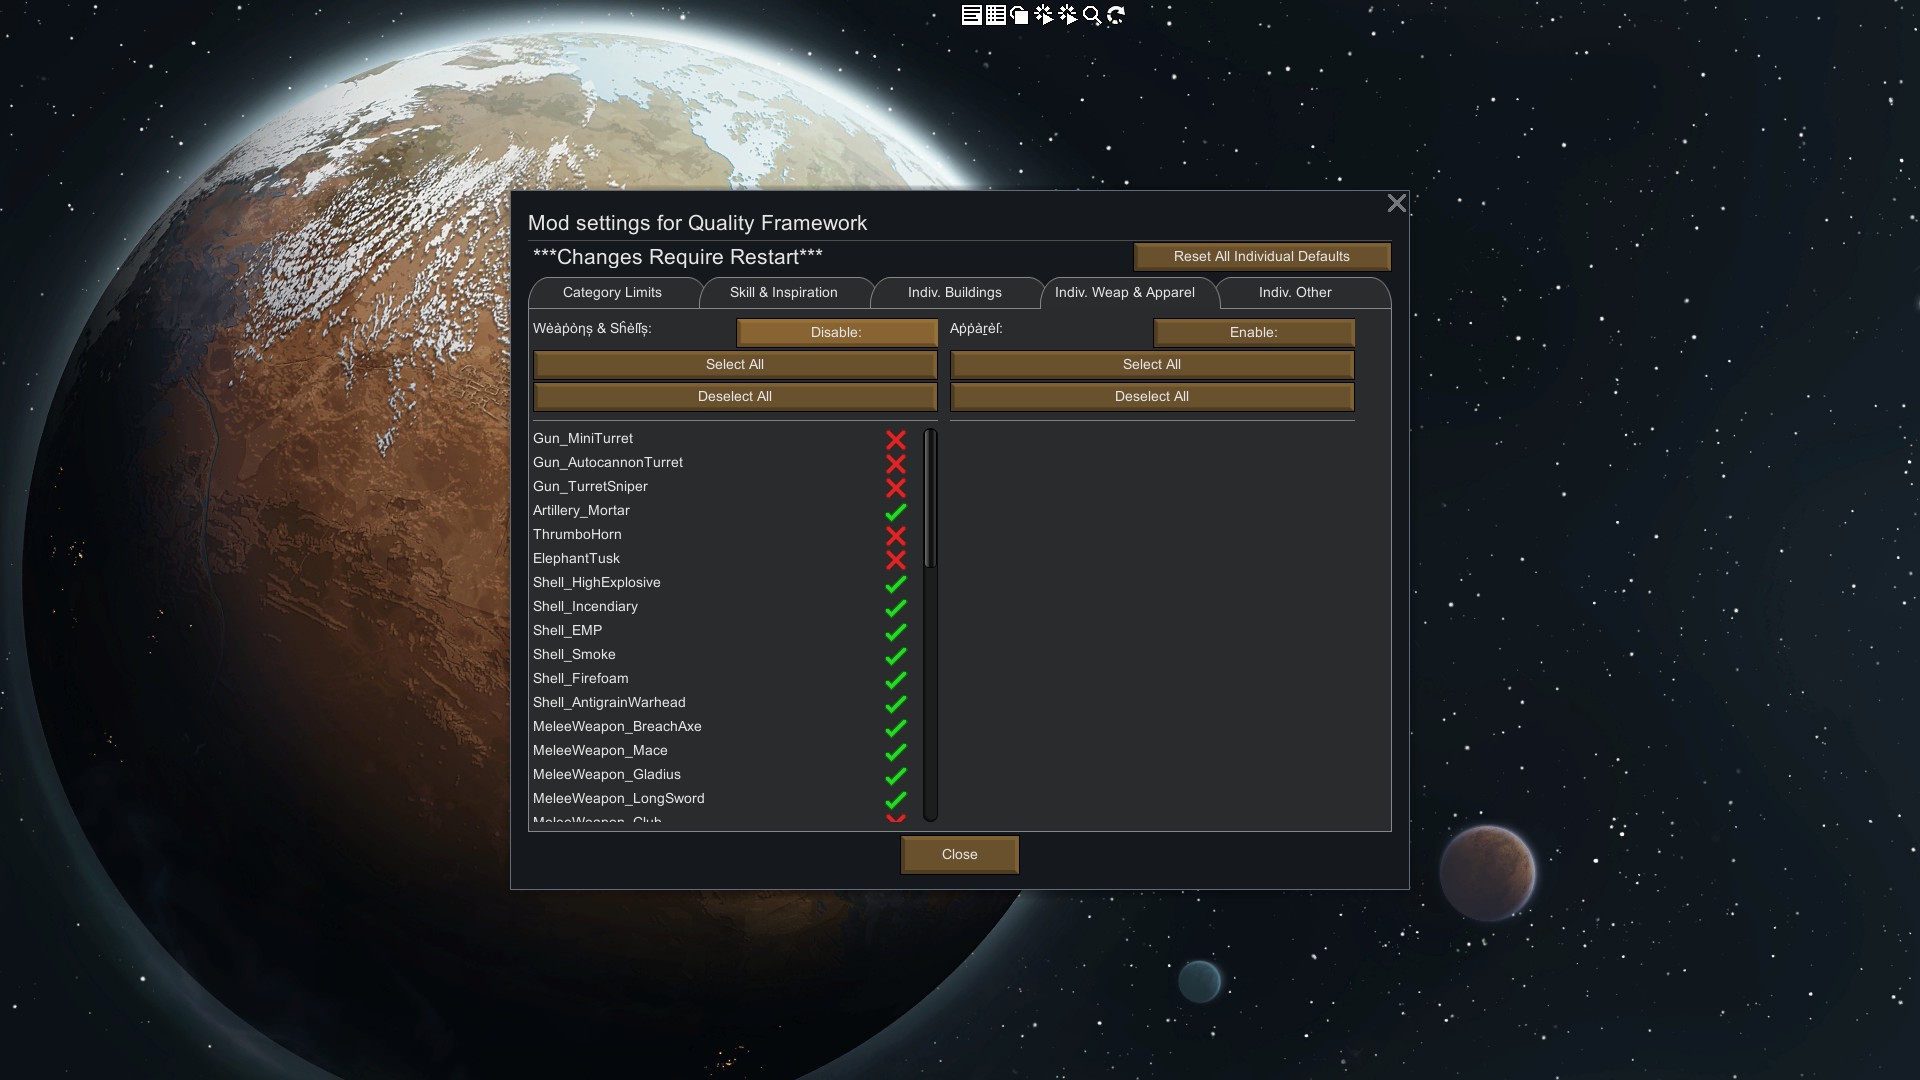 Mod settings for Quality Framework
***Changes Require Restart***
Reset All Individual Defaults
Category Limits
Skill & Inspiration
Indiv. Buildings
Indiv. Weap & Apparel
Indiv. Other
Disable:
Enable:
Select All
Select All
Deselect All
Deselect All
Gun_MiniTurret
Gun_AutocannonTurret
Gun_TurretSniper
Artillery_Mortar
ThrumboHorn
ElephantTusk
Shell_HighExplosive
Shell_Incendiary
Shell_EMP
Shell_Smoke
Shell_Firefoam
Shell_AntigrainWarhead
MeleeWeapon_BreachAxe
MeleeWeapon_Mace
MeleeWeapon_Gladius
MeleeWeapon_LongSword
MeleeWeapon_Club
Close